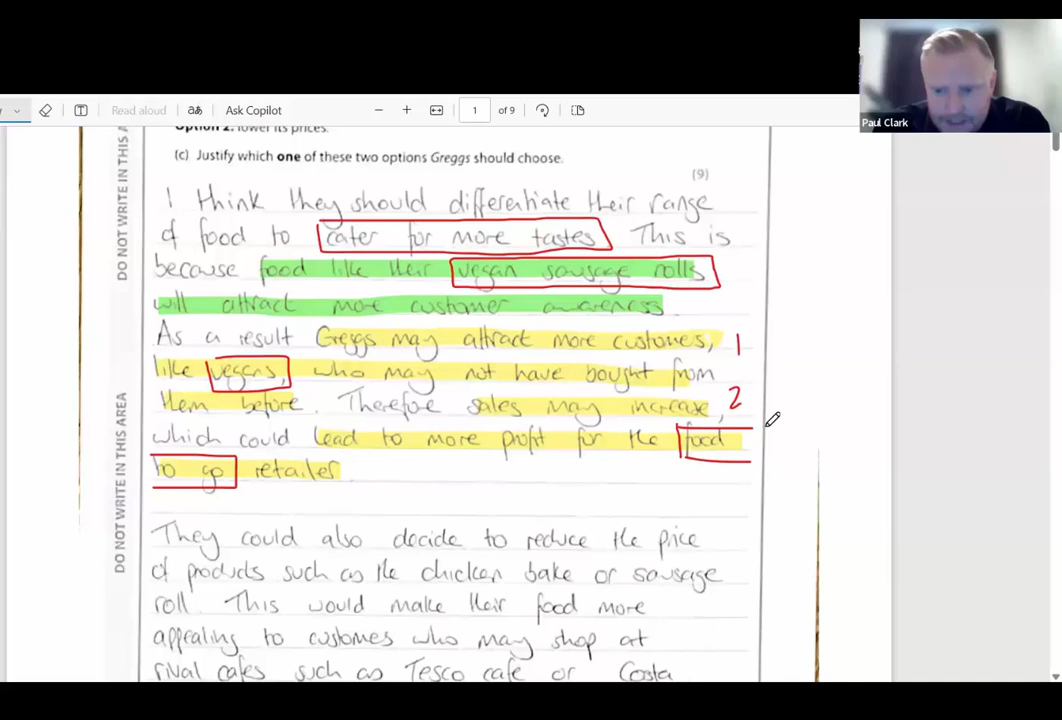 Paul Clark
Read aloud
Ask Copilot
1 of 9
Option 2: lower its prices.
(c) Justify which one of these two options Greggs should choose.
(9)
DO NOT WRITE IN THIS A
DO NOT WRITE IN THIS AREA
I think they should differentiate their range
of food to cater for more tastes. This is
because food like their vegan sausage rolls
will attract more customer awareness.
As a result Greggs may attract more customes, 1
like vegans, who may not have bought from
them before. Therefore sales may increase, 2
which could lead to more profit for the food
to go retailer
They could also decide to reduce the price
of products such as the chicken bake or sausage
roll. This would make their food more
appealing to customes who may shop at
rival cafes such as Tesco cafe or Costa